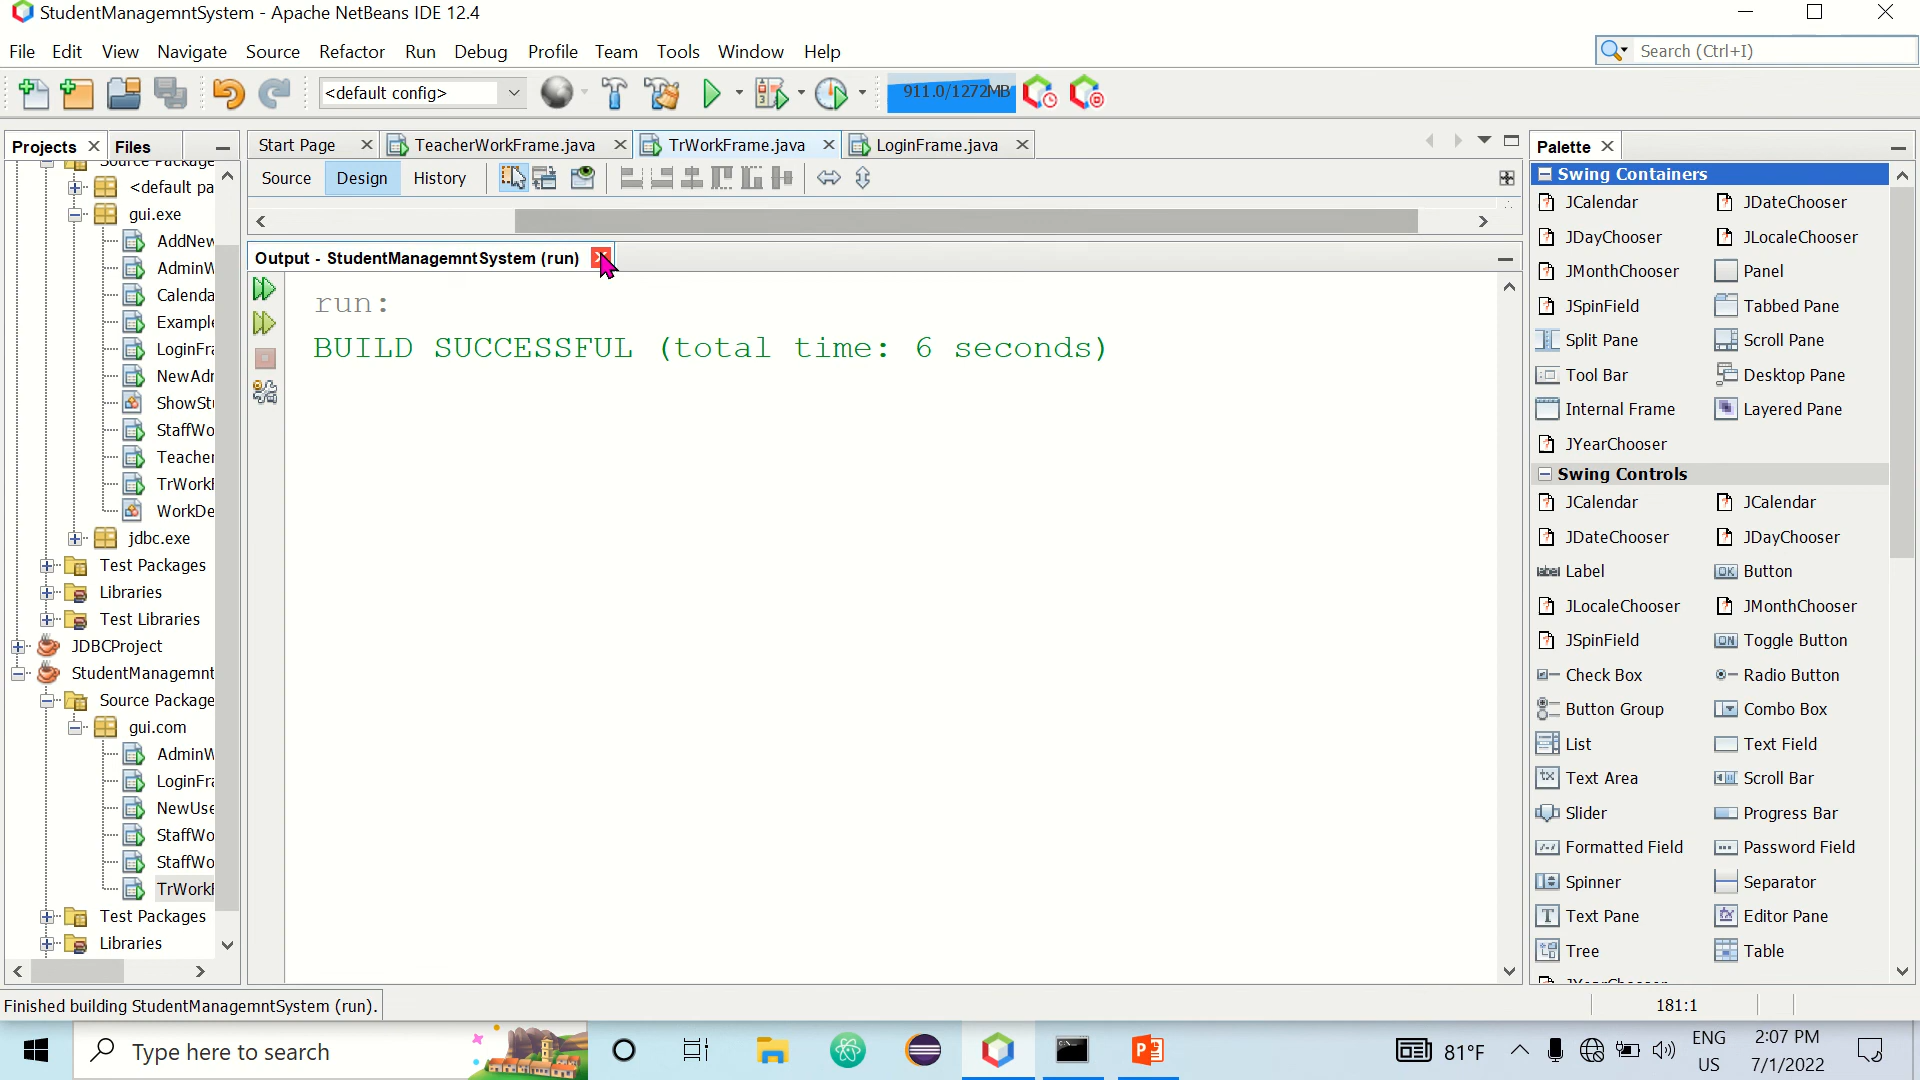 StudentManagemntSystem - Apache NetBeans IDE 12.4
File Edit View Navigate Source Refactor Run Debug Profile Team Tools Window Help
Search (Ctrl+I)
<default config>
911.0/1272MB
Projects Files
Source Package
<default pa
gui.exe
AddNew
AdminW
Calenda
Example
LoginFra
NewAdr
ShowStu
StaffWo
Teacher
TrWorkF
WorkDe
jdbc.exe
Test Packages
Libraries
Test Libraries
JDBCProject
StudentManagemnt
Source Package
gui.com
AdminW
LoginFra
NewUse
StaffWo
StaffWo
TrWorkF
Test Packages
Libraries
Start Page TeacherWorkFrame.java TrWorkFrame.java LoginFrame.java
Source Design History
Output - StudentManagemntSystem (run)
run:
BUILD SUCCESSFUL (total time: 6 seconds)
Palette
Swing Containers
JCalendar JDateChooser
JDayChooser JLocaleChooser
JMonthChooser Panel
JSpinField Tabbed Pane
Split Pane Scroll Pane
Tool Bar Desktop Pane
Internal Frame Layered Pane
JYearChooser
Swing Controls
JCalendar JCalendar
JDateChooser JDayChooser
Label Button
JLocaleChooser JMonthChooser
JSpinField Toggle Button
Check Box Radio Button
Button Group Combo Box
List Text Field
Text Area Scroll Bar
Slider Progress Bar
Formatted Field Password Field
Spinner Separator
Text Pane Editor Pane
Tree Table
Finished building StudentManagemntSystem (run).
181:1
Type here to search
81°F
ENG
US
2:07 PM
7/1/2022